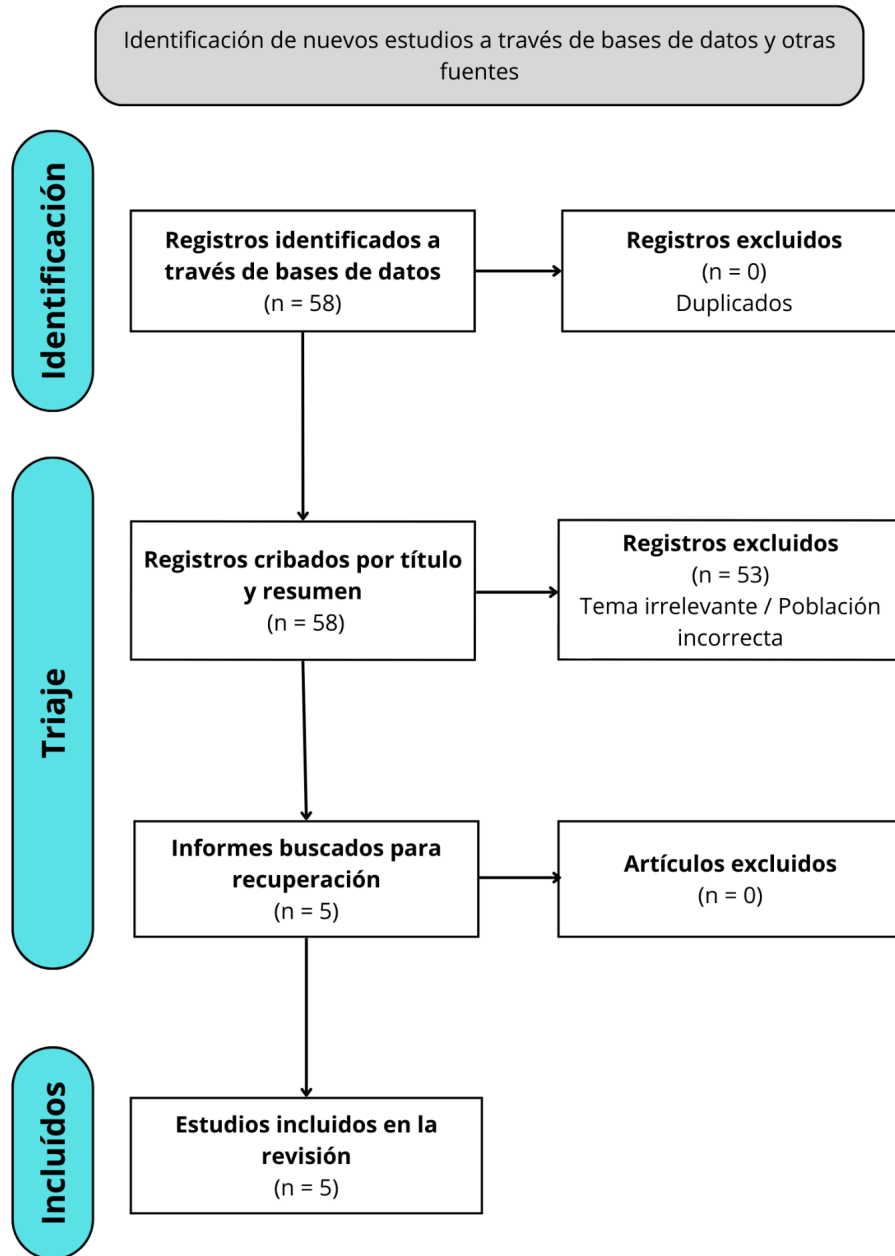 Identificación de nuevos estudios a través de bases de datos y otras
fuentes
Identificación
Registros identificados a
través de bases de datos
(n = 58)
Registros excluidos
(n = 0)
Duplicados
Triaje
Registros cribados por título
y resumen
(n = 58)
Registros excluidos
(n = 53)
Tema irrelevante / Población
incorrecta
Informes buscados para
recuperación
(n = 5)
Artículos excluidos
(n = 0)
Incluídos
Estudios incluidos en la
revisión
(n = 5)